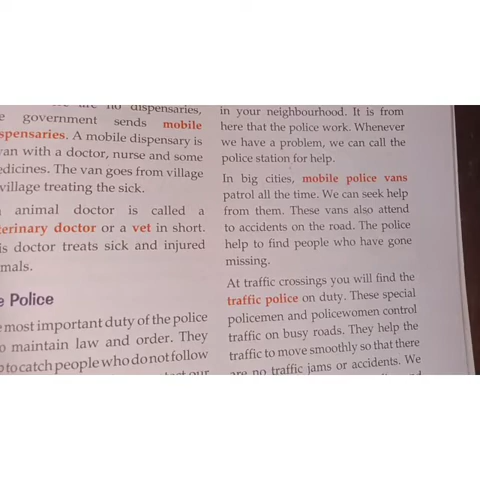 are no dispensaries,
government sends mobile
spensaries. A mobile dispensary is
van with a doctor, nurse and some
edicines. The van goes from village
village treating the sick.
animal doctor is called a
erinary doctor or a vet in short.
is doctor treats sick and injured
mals.
e Police
most important duty of the police
o maintain law and order. They
to catch people who do not follow
our
in your neighbourhood. It is from
here that the police work. Whenever
we have a problem, we can call the
police station for help.
In big cities, mobile police vans
patrol all the time. We can seek help
from them. These vans also attend
to accidents on the road. The police
help to find people who have gone
missing.
At traffic crossings you will find the
traffic police on duty. These special
policemen and policewomen control
traffic on busy roads. They help the
traffic to move smoothly so that there
are no traffic jams or accidents. We